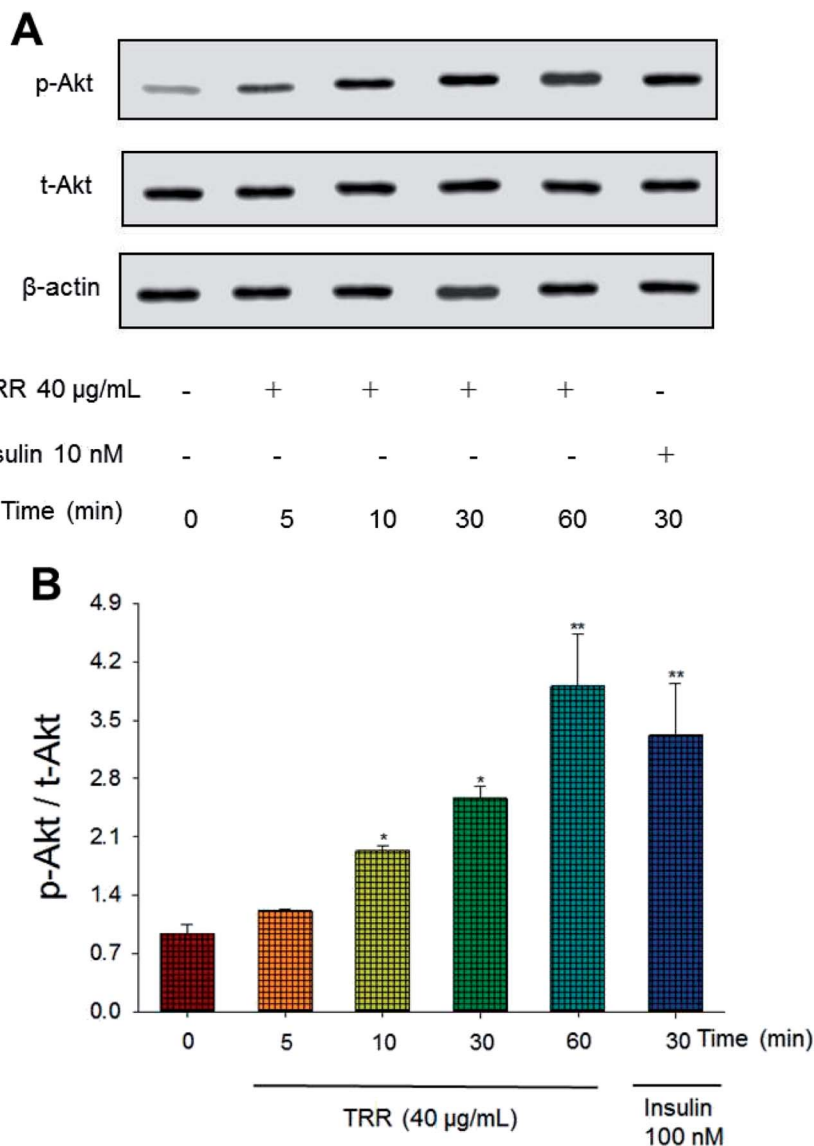 A
p-Akt
t-Akt
β-actin
RR 40 µg/mL - + + + + -
sulin 10 nM - - - - - +
Time (min) 0 5 10 30 60 30
B
p-Akt / t-Akt
4.9
4.2
3.5
2.8
2.1
1.4
0.7
0.0
* * ** **
0 5 10 30 60 30 Time (min)
TRR (40 µg/mL)
Insulin
100 nM